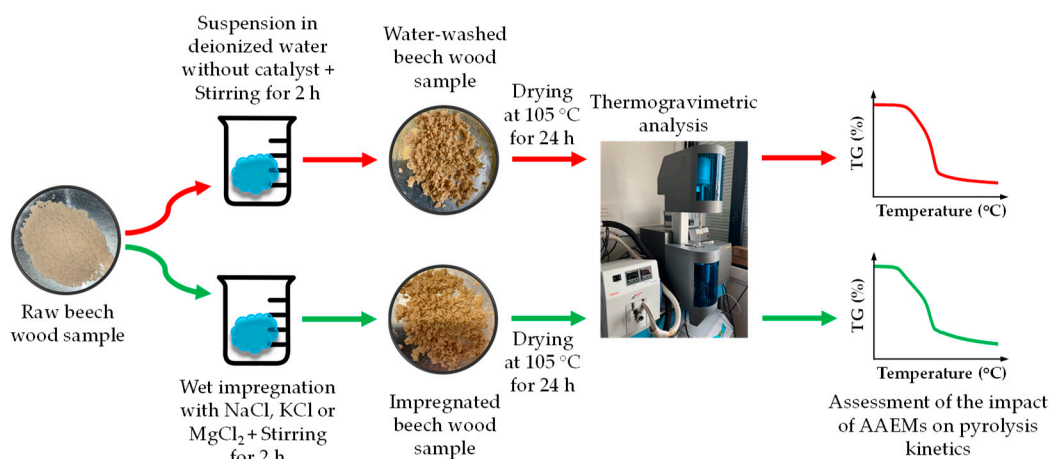 Suspension in
deionized water
without catalyst +
Stirring for 2 h
Water-washed
beech wood
sample
Drying
at 105 °C
for 24 h
Thermogravimetric
analysis
TG (%)
Temperature (°C)
Raw beech
wood sample
Wet impregnation
with NaCl, KCl or
MgCl₂ + Stirring
for 2 h
Impregnated
beech wood
sample
Drying
at 105 °C
for 24 h
TG (%)
Temperature (°C)
Assessment of the impact
of AAEMs on pyrolysis
kinetics